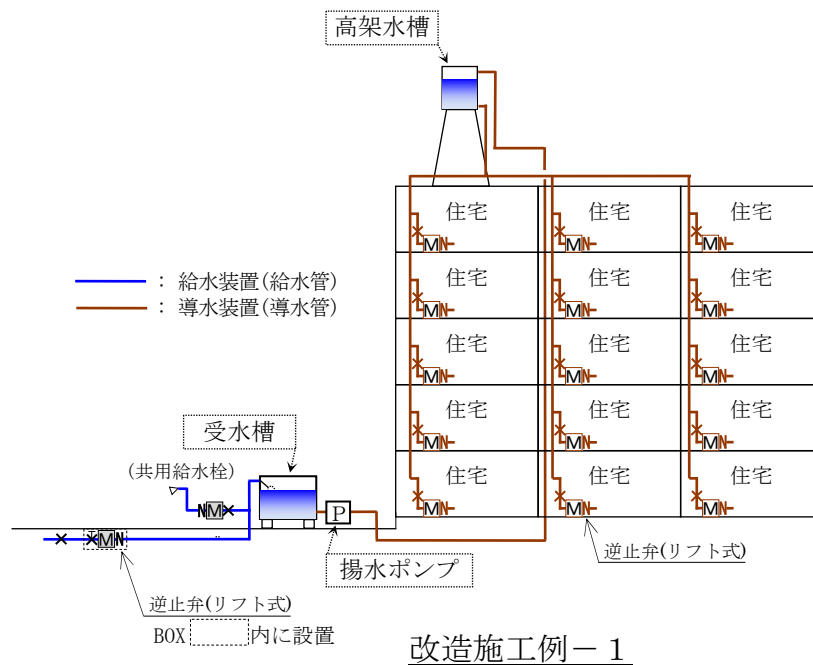 高架水槽
住宅 住宅 住宅
M N M N M N
: 給水装置(給水管)
住宅 住宅 住宅
: 導水装置(導水管)
M N M N M N
住宅 住宅 住宅
M N M N M N
住宅 住宅 住宅
受水槽
M N M N M N
(共用給水栓)
住宅 住宅 住宅
N M P M N M N M N
M N
逆止弁(リフト式)
揚水ポンプ
逆止弁(リフト式)
BOX 内に設置
改造施工例－１